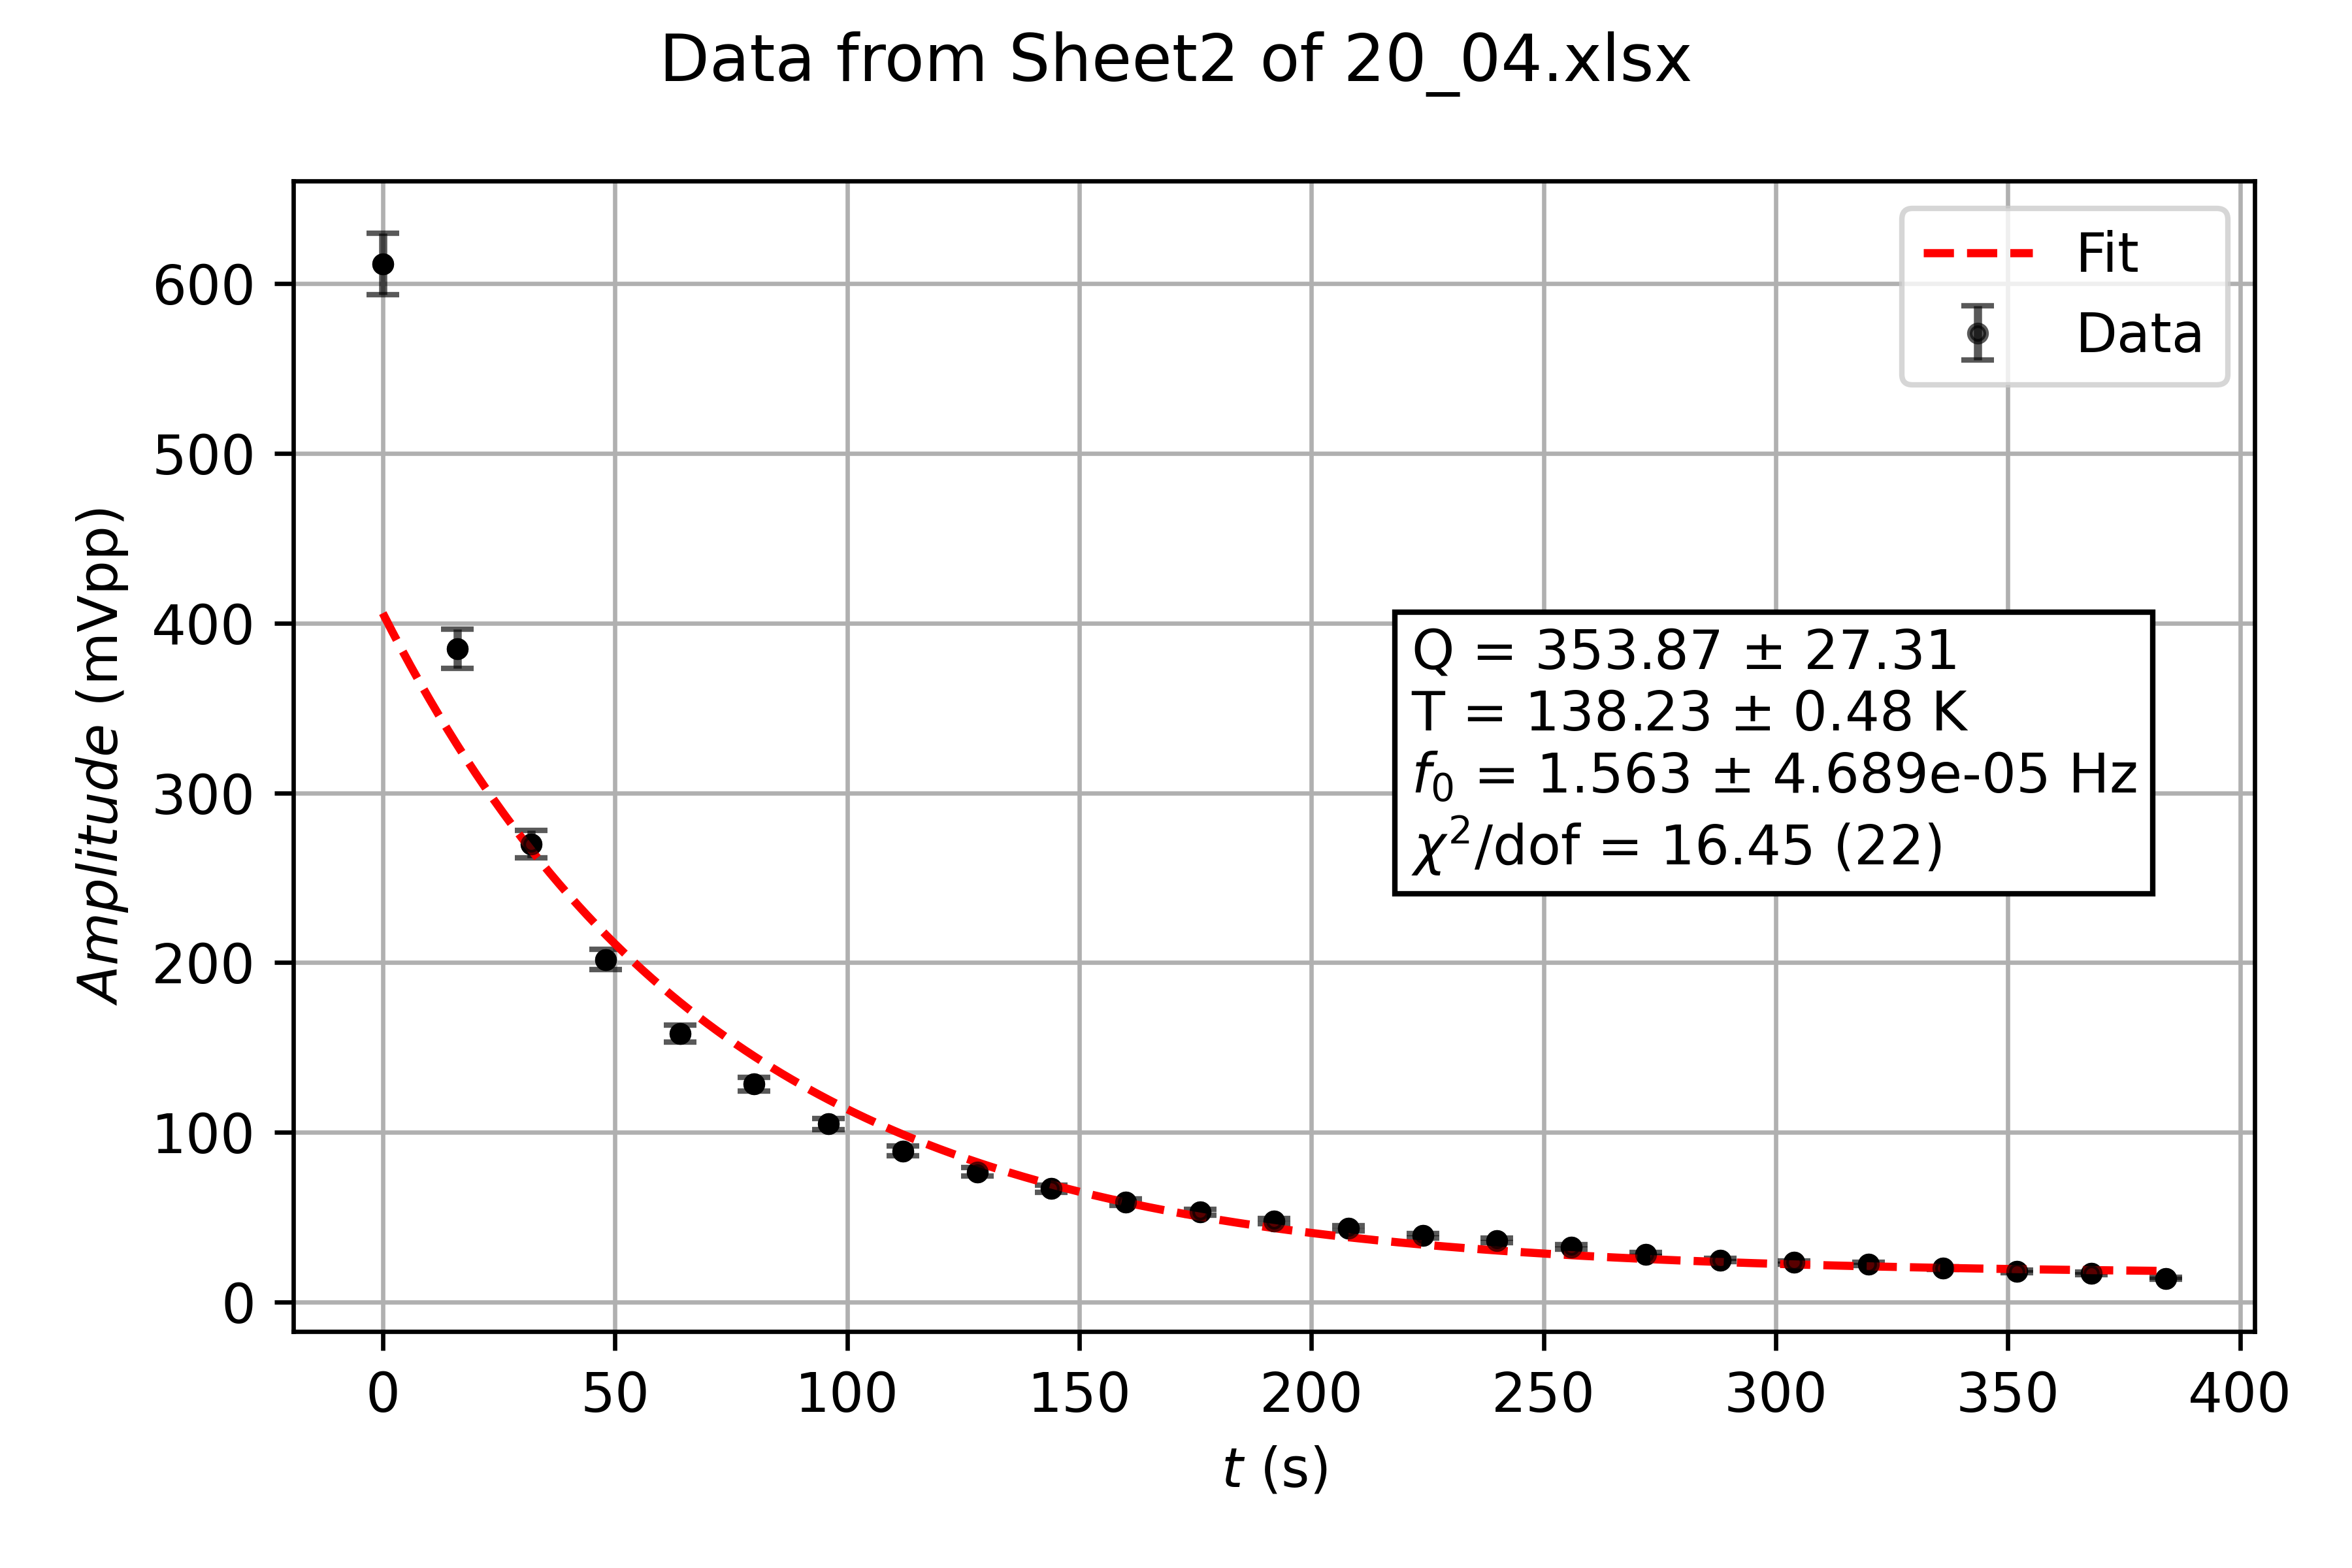 Data from Sheet2 of 20_04.xlsx
Amplitude (mVpp)
600
500
400
300
200
100
0
Fit
Data
Q = 353.87 ± 27.31
T = 138.23 ± 0.48 K
f₀ = 1.563 ± 4.689e-05 Hz
χ²/dof = 16.45 (22)
0 50 100 150 200 250 300 350 400
t (s)